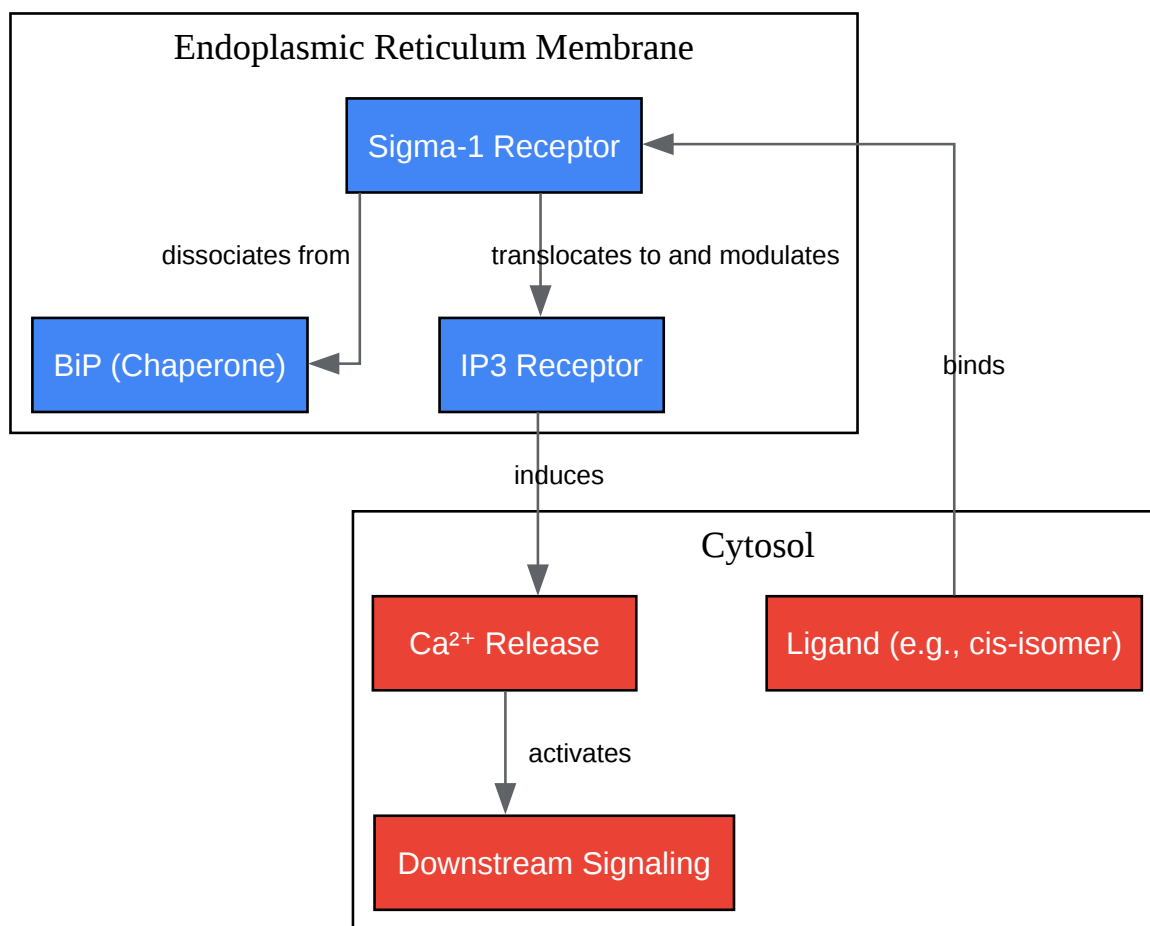 Endoplasmic Reticulum Membrane
Sigma-1 Receptor
dissociates from
translocates to and modulates
BiP (Chaperone)
IP3 Receptor
binds
induces
Cytosol
Ca²⁺ Release
Ligand (e.g., cis-isomer)
activates
Downstream Signaling